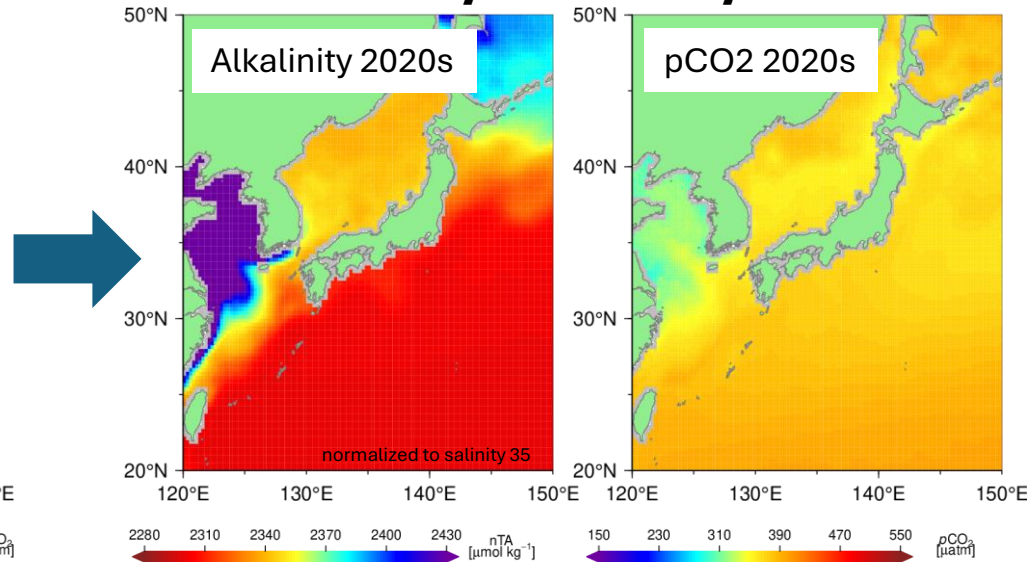 Alkalinity 2020s
pCO2 2020s
50°N
40°N
30°N
20°N
normalized to salinity 35
120°E
130°E
140°E
150°E
50°N
40°N
30°N
20°N
120°E
130°E
140°E
150°E
°E
2280 2310 2340 2370 2400 2430
nTA
[μmol kg⁻¹]
150 230 310 390 470 550
pCO₂
[μatm]